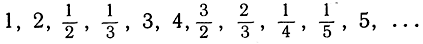 1, 2, 1/2, 1/3, 3, 4, 3/2, 2/3, 1/4, 1/5, 5, ...